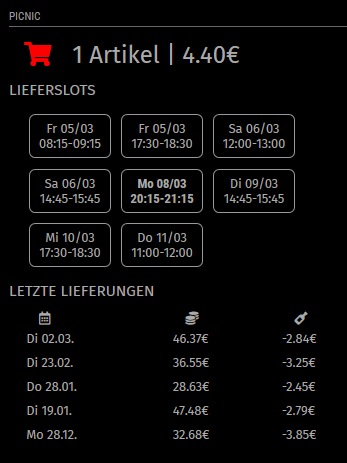 PICNIC
1 Artikel | 4.40€
LIEFERSLOTS
Fr 05/03 Fr 05/03 Sa 06/03
08:15-09:15 17:30-18:30 12:00-13:00
Sa 06/03 Mo 08/03 Di 09/03
14:45-15:45 20:15-21:15 14:45-15:45
Mi 10/03 Do 11/03
17:30-18:30 11:00-12:00
LETZTE LIEFERUNGEN
Di 02.03. 46.37€ -2.84€
Di 23.02. 36.55€ -3.25€
Do 28.01. 28.63€ -2.45€
Di 19.01. 47.48€ -2.79€
Mo 28.12. 32.68€ -3.85€